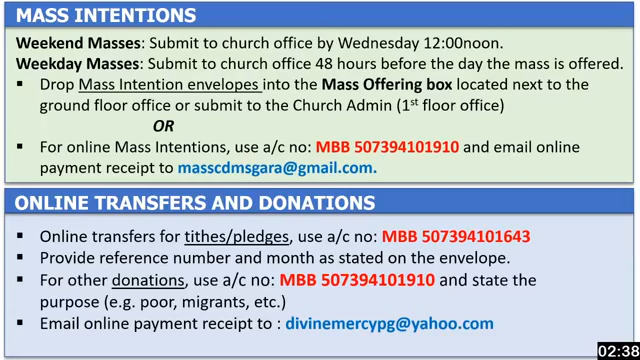 MASS INTENTIONS
Weekend Masses: Submit to church office by Wednesday 12:00noon.
Weekday Masses: Submit to church office 48 hours before the day the mass is offered.
▪ Drop Mass Intention envelopes into the Mass Offering box located next to the
ground floor office or submit to the Church Admin (1st floor office)
OR
▪ For online Mass Intentions, use a/c no: MBB 507394101910 and email online
payment receipt to masscdmsgara@gmail.com.
ONLINE TRANSFERS AND DONATIONS
▪ Online transfers for tithes/pledges, use a/c no: MBB 507394101643
▪ Provide reference number and month as stated on the envelope.
▪ For other donations, use a/c no: MBB 507394101910 and state the
purpose (e.g. poor, migrants, etc.)
▪ Email online payment receipt to : divinemercypg@yahoo.com
02:38